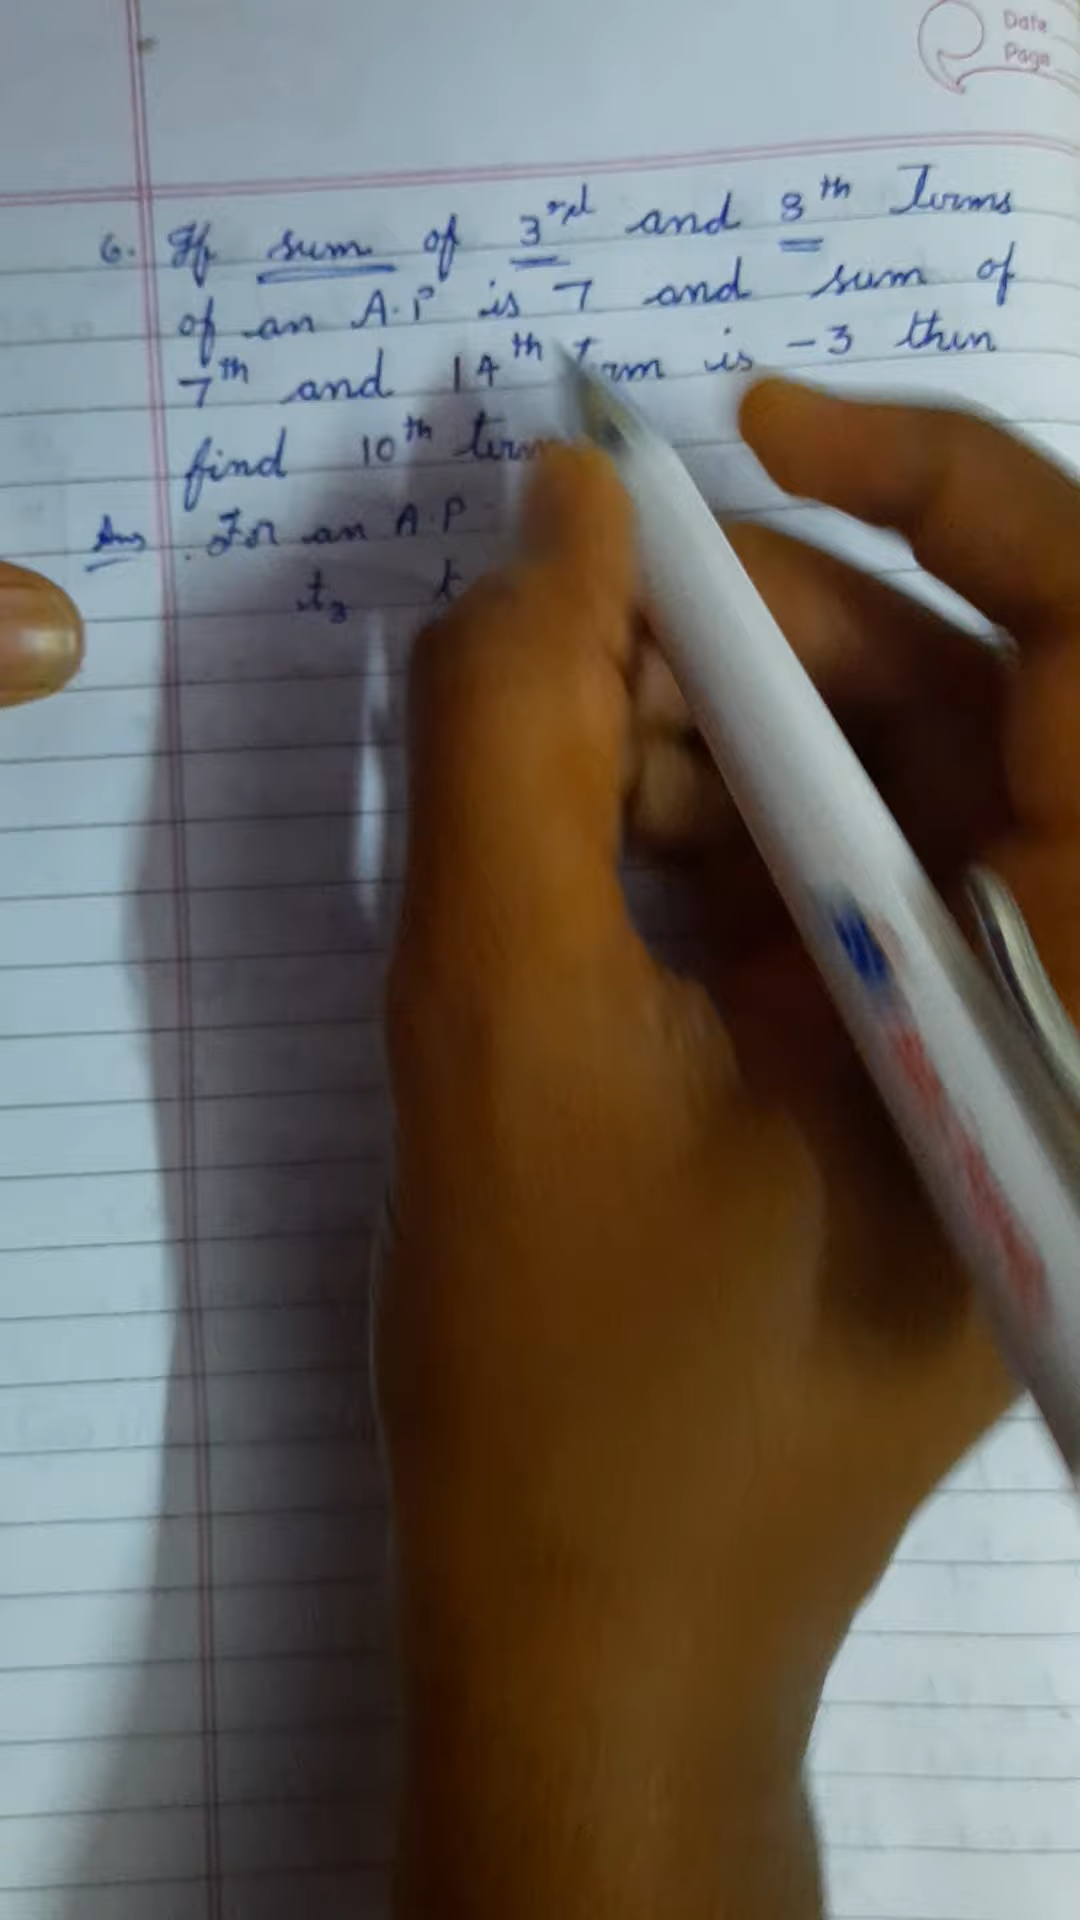 Date
Page
6. If sum of 3rd and 8th Terms
of an A.P is 7 and sum of
7th and 14th term is -3 then
find 10th term
Ans . For an A.P
t3 t